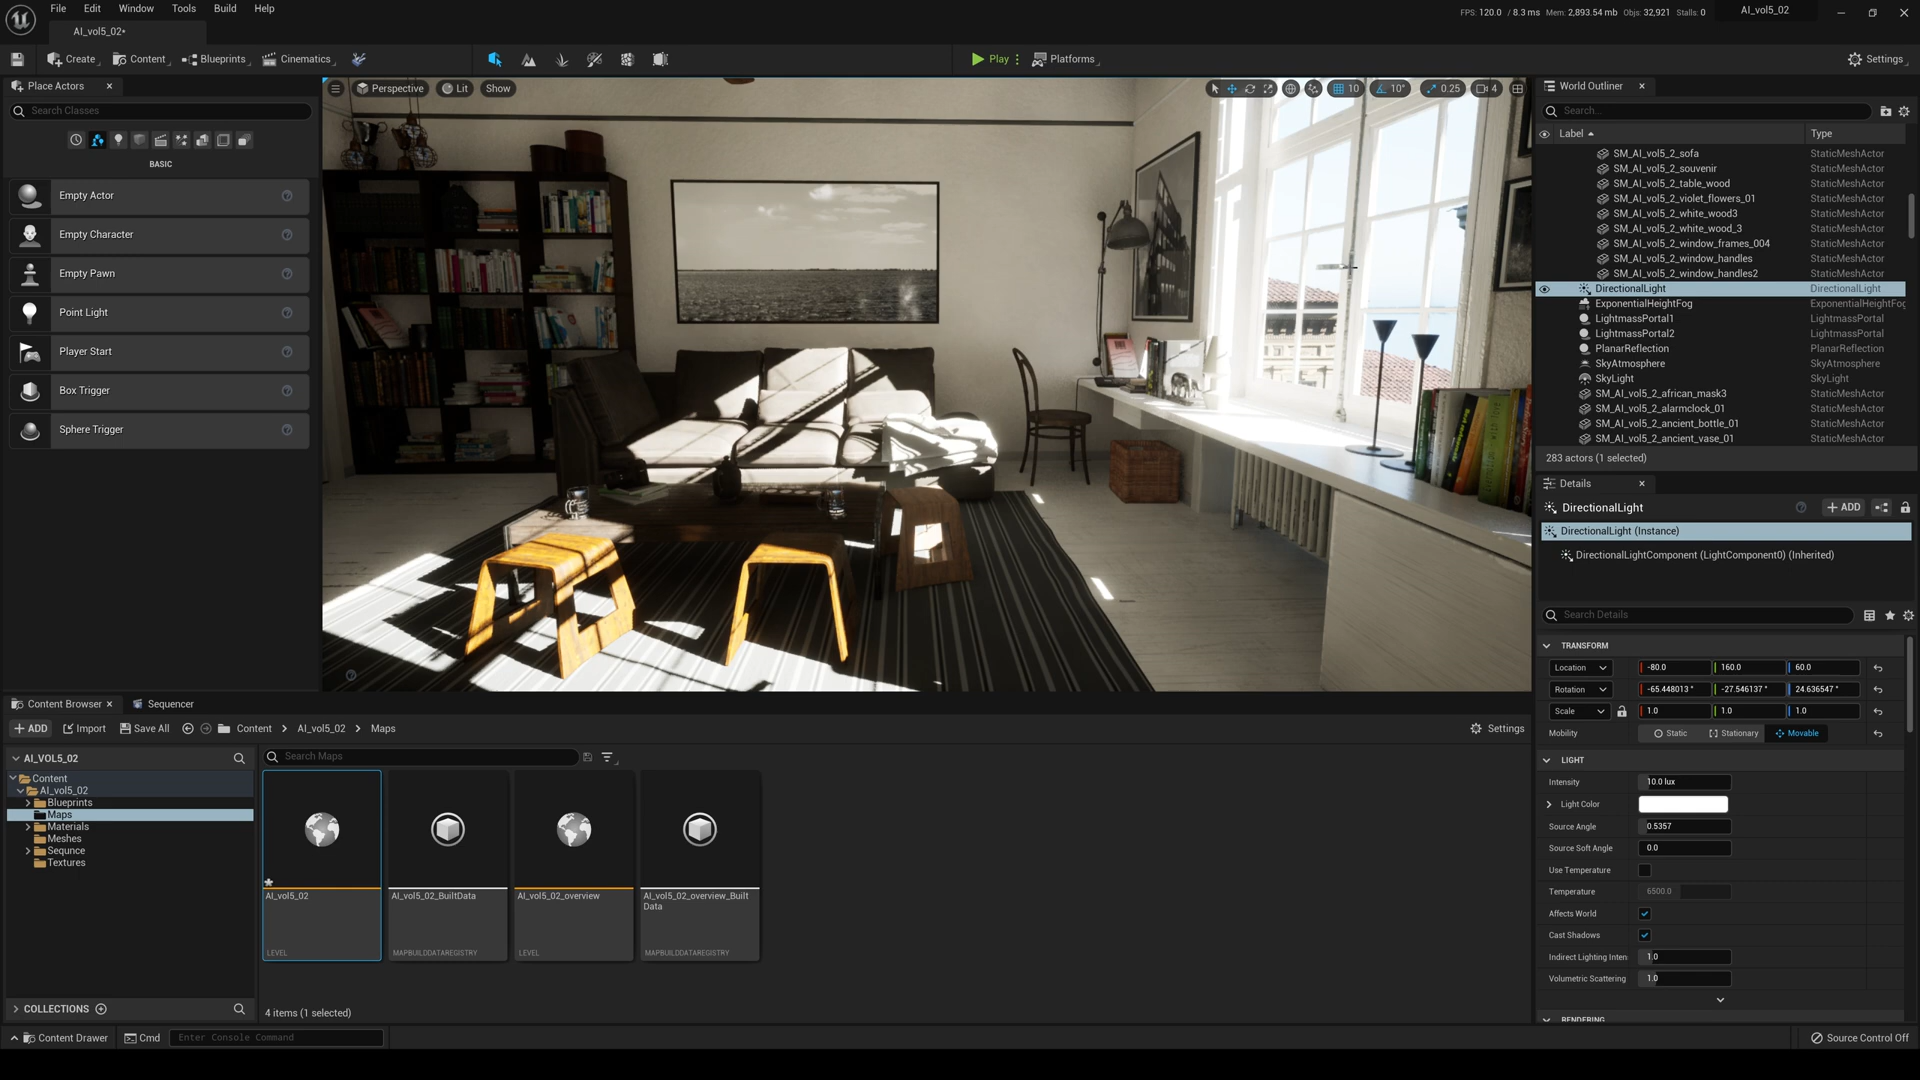 File Edit Window Tools Build Help
FPS: 120.0 / 8.3 ms Mem: 2,893.54 mb Objs: 32,921 Stalls: 0
AI_vol5_02
AI_vol5_02•
Create
Content
Blueprints
Cinematics
Play
Platforms
Settings
Place Actors
Search Classes
BASIC
Empty Actor
Empty Character
Empty Pawn
Point Light
Player Start
Box Trigger
Sphere Trigger
Perspective
Lit
Show
10
10°
0.25
4
World Outliner
Search...
Label Type
SM_AI_vol5_2_sofa StaticMeshActor
SM_AI_vol5_2_souvenir StaticMeshActor
SM_AI_vol5_2_table_wood StaticMeshActor
SM_AI_vol5_2_violet_flowers_01 StaticMeshActor
SM_AI_vol5_2_white_wood3 StaticMeshActor
SM_AI_vol5_2_white_wood_3 StaticMeshActor
SM_AI_vol5_2_window_frames_004 StaticMeshActor
SM_AI_vol5_2_window_handles StaticMeshActor
SM_AI_vol5_2_window_handles2 StaticMeshActor
DirectionalLight DirectionalLight
ExponentialHeightFog ExponentialHeightFog
LightmassPortal1 LightmassPortal
LightmassPortal2 LightmassPortal
PlanarReflection PlanarReflection
SkyAtmosphere SkyAtmosphere
SkyLight SkyLight
SM_AI_vol5_2_african_mask3 StaticMeshActor
SM_AI_vol5_2_alarmclock_01 StaticMeshActor
SM_AI_vol5_2_ancient_bottle_01 StaticMeshActor
SM_AI_vol5_2_ancient_vase_01 StaticMeshActor
283 actors (1 selected)
Details
DirectionalLight
ADD
DirectionalLight (Instance)
DirectionalLightComponent (LightComponent0) (Inherited)
Search Details
TRANSFORM
Location -80.0 160.0 60.0
Rotation -65.448013 ° -27.546137 ° 24.636547 °
Scale 1.0 1.0 1.0
Mobility Static Stationary Movable
LIGHT
Intensity 10.0 lux
Light Color
Source Angle 0.5357
Source Soft Angle 0.0
Use Temperature
Temperature 6500.0
Affects World
Cast Shadows
Indirect Lighting Inten 1.0
Volumetric Scattering 1.0
RENDERING
Content Browser
Sequencer
ADD
Import
Save All
Content > AI_vol5_02 > Maps
Settings
AI_VOL5_02
Content
AI_vol5_02
Blueprints
Maps
Materials
Meshes
Sequnce
Textures
COLLECTIONS
Search Maps
AI_vol5_02
LEVEL
AI_vol5_02_BuiltData
MAPBUILDDATAREGISTRY
AI_vol5_02_overview
LEVEL
AI_vol5_02_overview_Built
Data
MAPBUILDDATAREGISTRY
4 items (1 selected)
Content Drawer
Cmd
Enter Console Command
Source Control Off